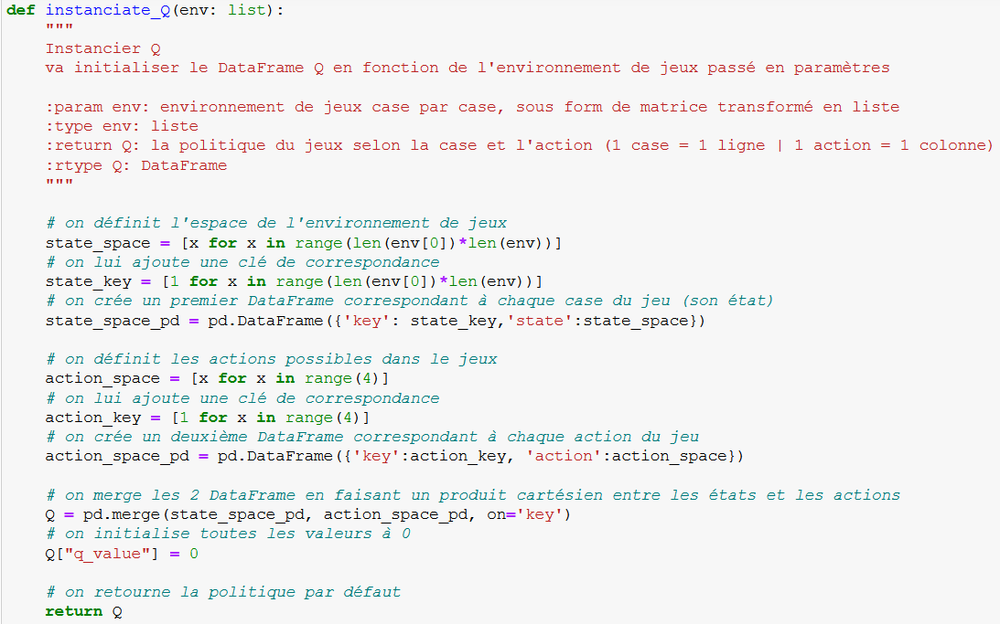 def instanciate_Q(env: list):
    """
    Instancier Q
    va initialiser le DataFrame Q en fonction de l'environnement de jeux passé en paramètres

    :param env: environnement de jeux case par case, sous form de matrice transformé en liste
    :type env: liste
    :return Q: la politique du jeux selon la case et l'action (1 case = 1 ligne | 1 action = 1 colonne)
    :rtype Q: DataFrame
    """

    # on définit l'espace de l'environnement de jeux
    state_space = [x for x in range(len(env[0])*len(env))]
    # on lui ajoute une clé de correspondance
    state_key = [1 for x in range(len(env[0])*len(env))]
    # on crée un premier DataFrame correspondant à chaque case du jeu (son état)
    state_space_pd = pd.DataFrame({'key': state_key,'state':state_space})

    # on définit les actions possibles dans le jeux
    action_space = [x for x in range(4)]
    # on lui ajoute une clé de correspondance
    action_key = [1 for x in range(4)]
    # on crée un deuxième DataFrame correspondant à chaque action du jeu
    action_space_pd = pd.DataFrame({'key':action_key, 'action':action_space})

    # on merge les 2 DataFrame en faisant un produit cartésien entre les états et les actions
    Q = pd.merge(state_space_pd, action_space_pd, on='key')
    # on initialise toutes les valeurs à 0
    Q["q_value"] = 0

    # on retourne la politique par défaut
    return Q